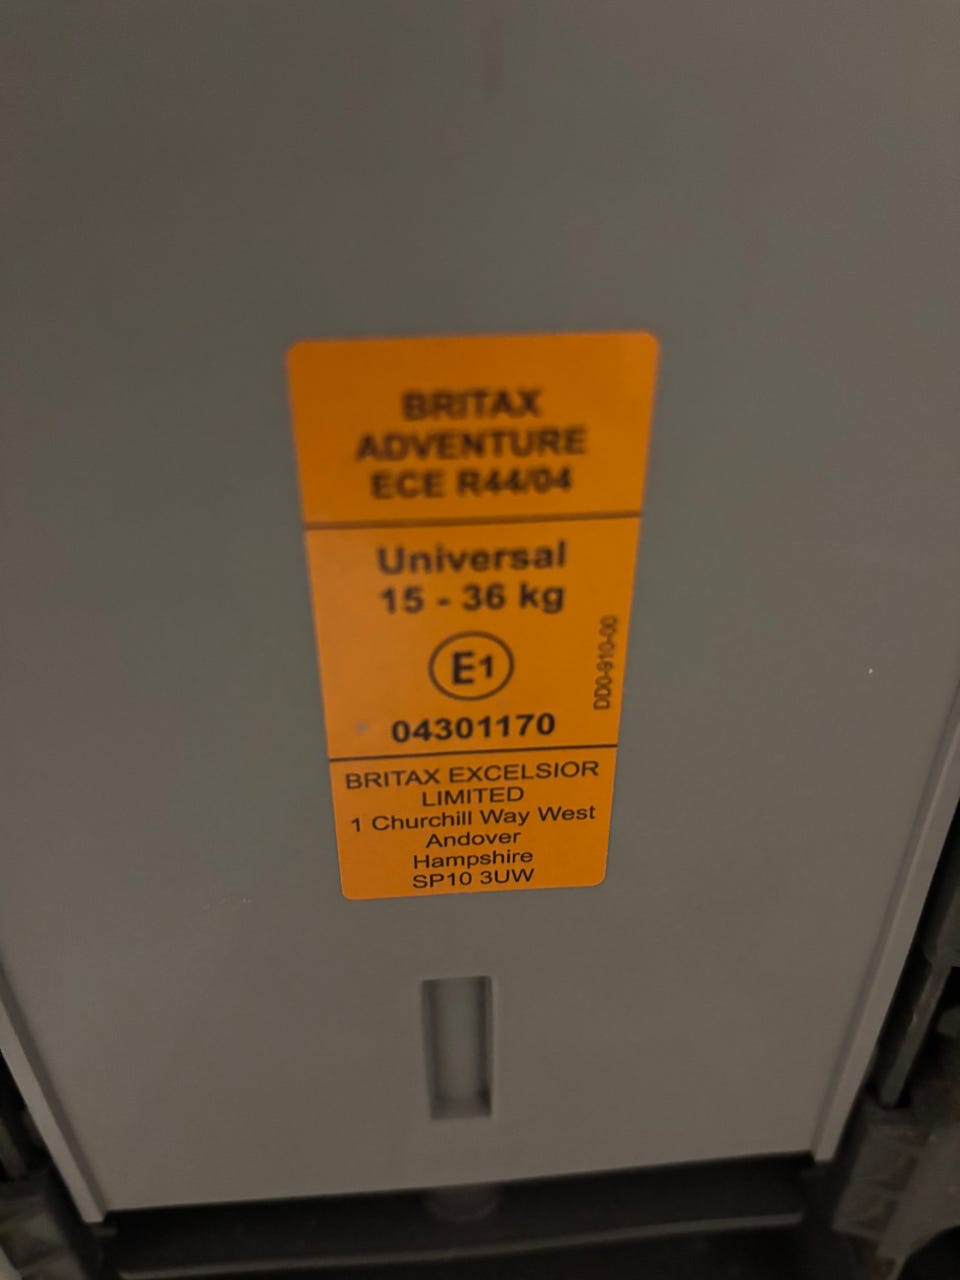 BRITAX
ADVENTURE
ECE R44/04
Universal
15 - 36 kg
E1
DD0-910-00
04301170
BRITAX EXCELSIOR
LIMITED
1 Churchill Way West
Andover
Hampshire
SP10 3UW